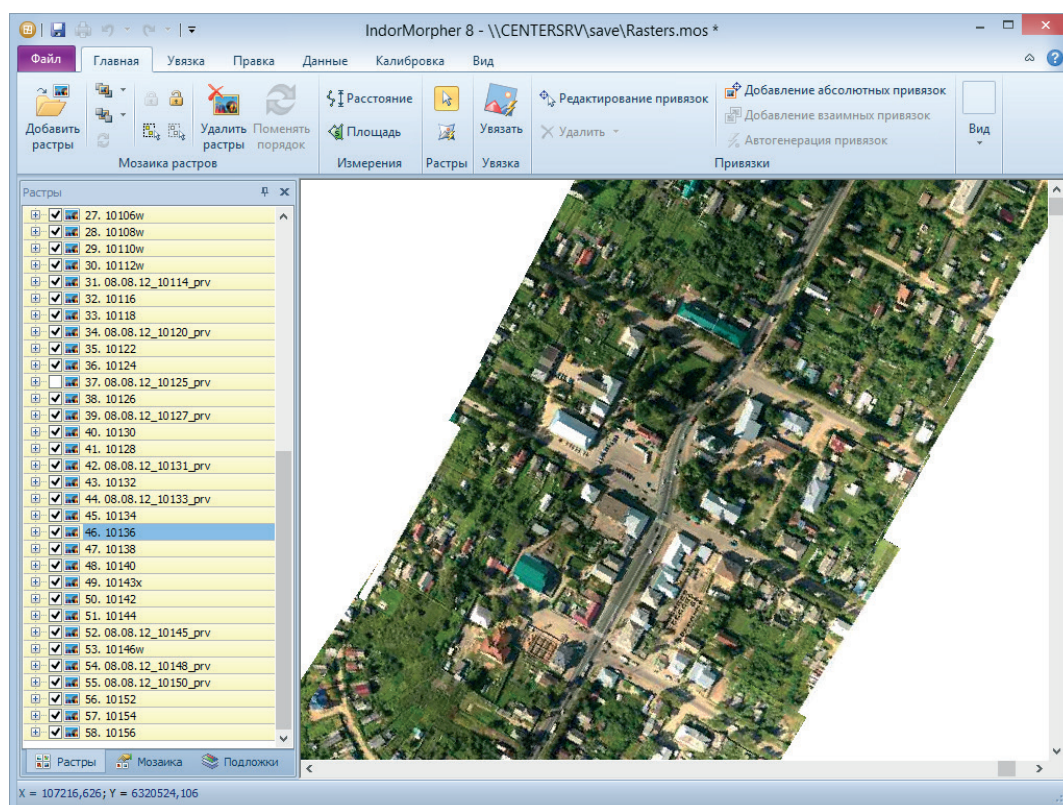 IndorMorpher 8 - \\CENTERSRV\save\Rasters.mos *
Файл Главная Увязка Правка Данные Калибровка Вид
Добавить растры
Удалить растры
Поменять порядок
Мозаика растров
Расстояние
Площадь
Измерения
Растры
Увязать
Увязка
Редактирование привязок
Удалить
Добавление абсолютных привязок
Добавление взаимных привязок
Автогенерация привязок
Привязки
Вид
Растры
27. 10106w
28. 10108w
29. 10110w
30. 10112w
31. 08.08.12_10114_prv
32. 10116
33. 10118
34. 08.08.12_10120_prv
35. 10122
36. 10124
37. 08.08.12_10125_prv
38. 10126
39. 08.08.12_10127_prv
40. 10130
41. 10128
42. 08.08.12_10131_prv
43. 10132
44. 08.08.12_10133_prv
45. 10134
46. 10136
47. 10138
48. 10140
49. 10143x
50. 10142
51. 10144
52. 08.08.12_10145_prv
53. 10146w
54. 08.08.12_10148_prv
55. 08.08.12_10150_prv
56. 10152
57. 10154
58. 10156
Растры Мозаика Подложки
X = 107216,626; Y = 6320524,106